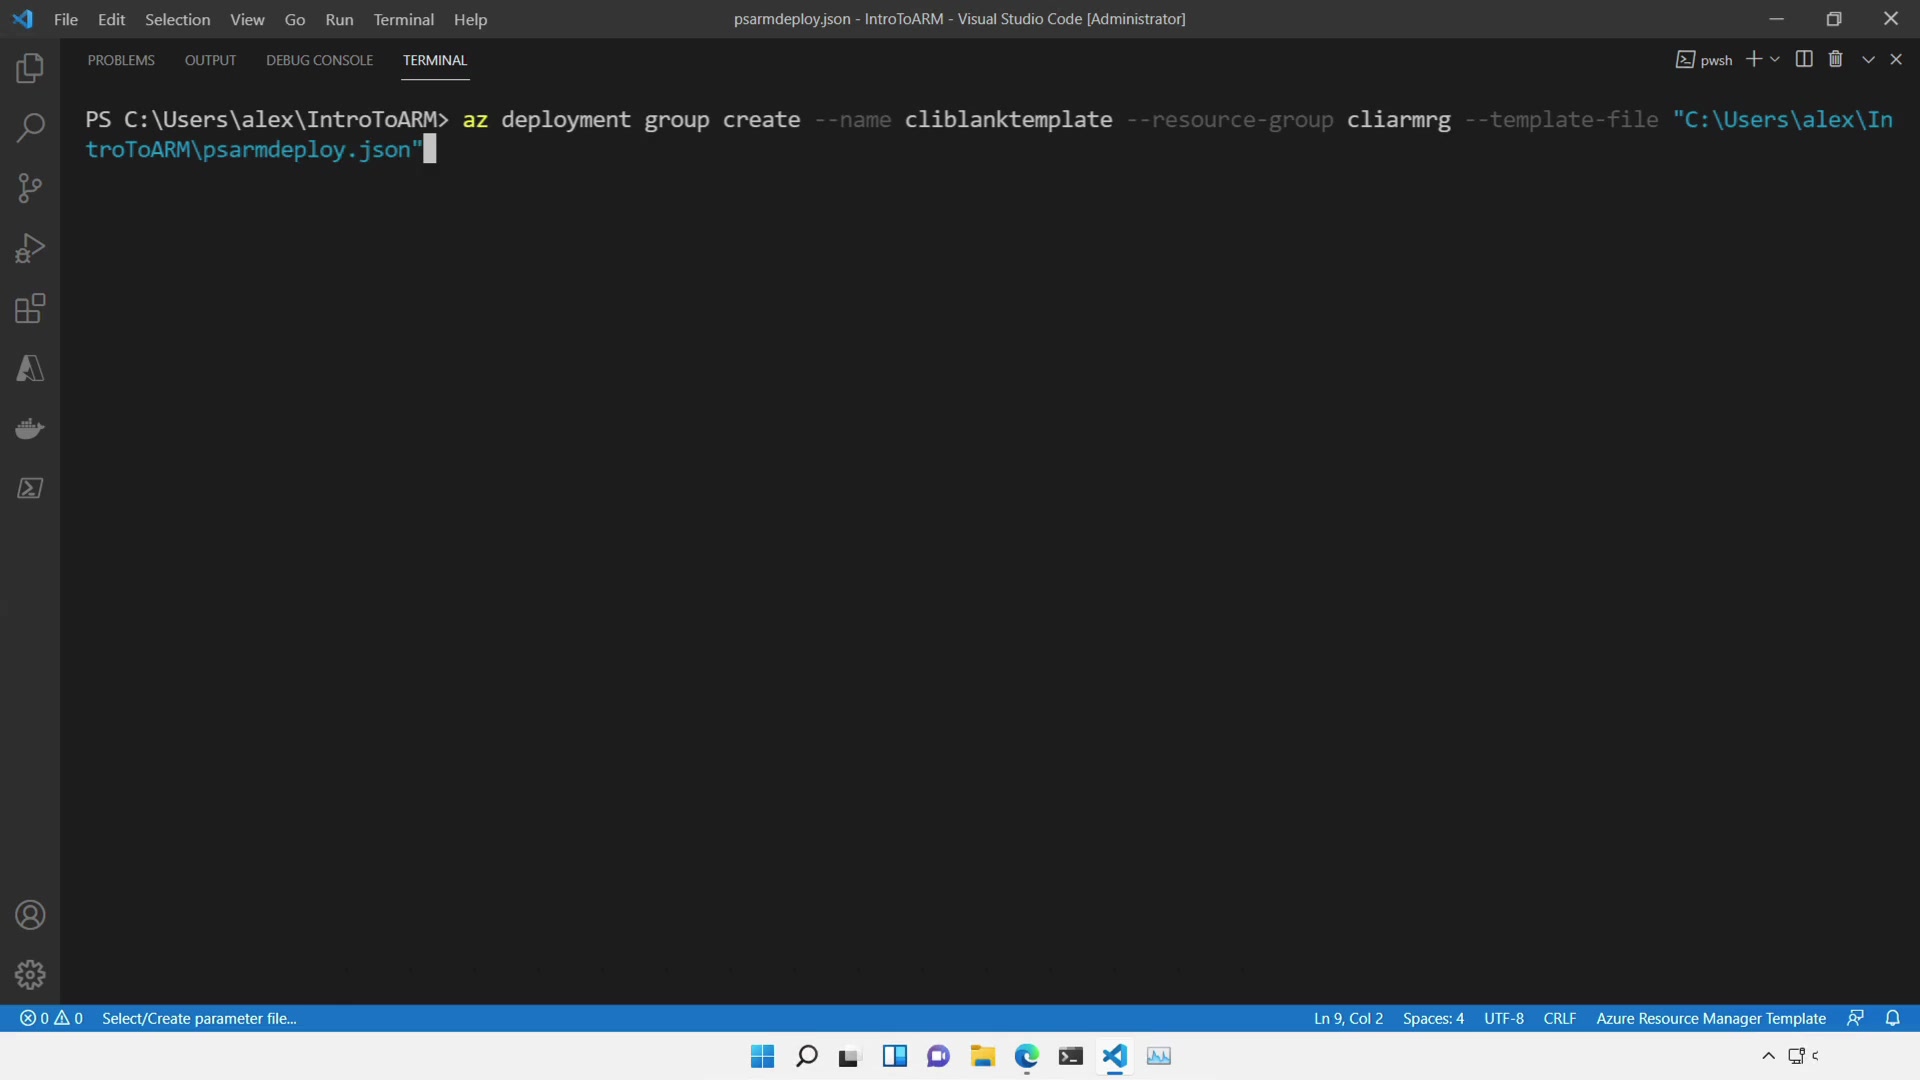 File Edit Selection View Go Run Terminal Help
psarmdeploy.json - IntroToARM - Visual Studio Code [Administrator]
PROBLEMS OUTPUT DEBUG CONSOLE TERMINAL
pwsh
PS C:\Users\alex\IntroToARM> az deployment group create --name cliblanktemplate --resource-group cliarmrg --template-file "C:\Users\alex\In
troToARM\psarmdeploy.json"
0 0 Select/Create parameter file... Ln 9, Col 2 Spaces: 4 UTF-8 CRLF Azure Resource Manager Template